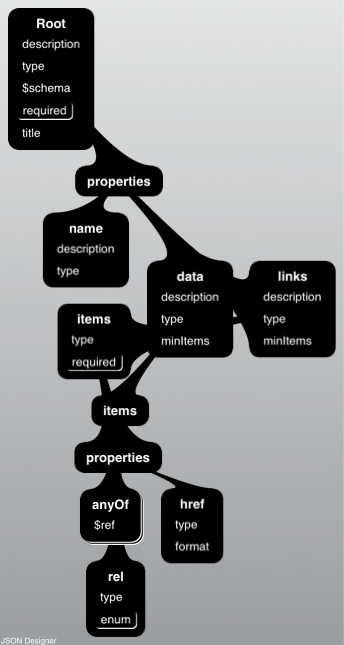 Root
description
type
$schema
required
title
properties
name
description
type
data
description
type
minItems
links
description
type
minItems
items
type
required
items
properties
anyOf
$ref
href
type
format
rel
type
enum
JSON Designer